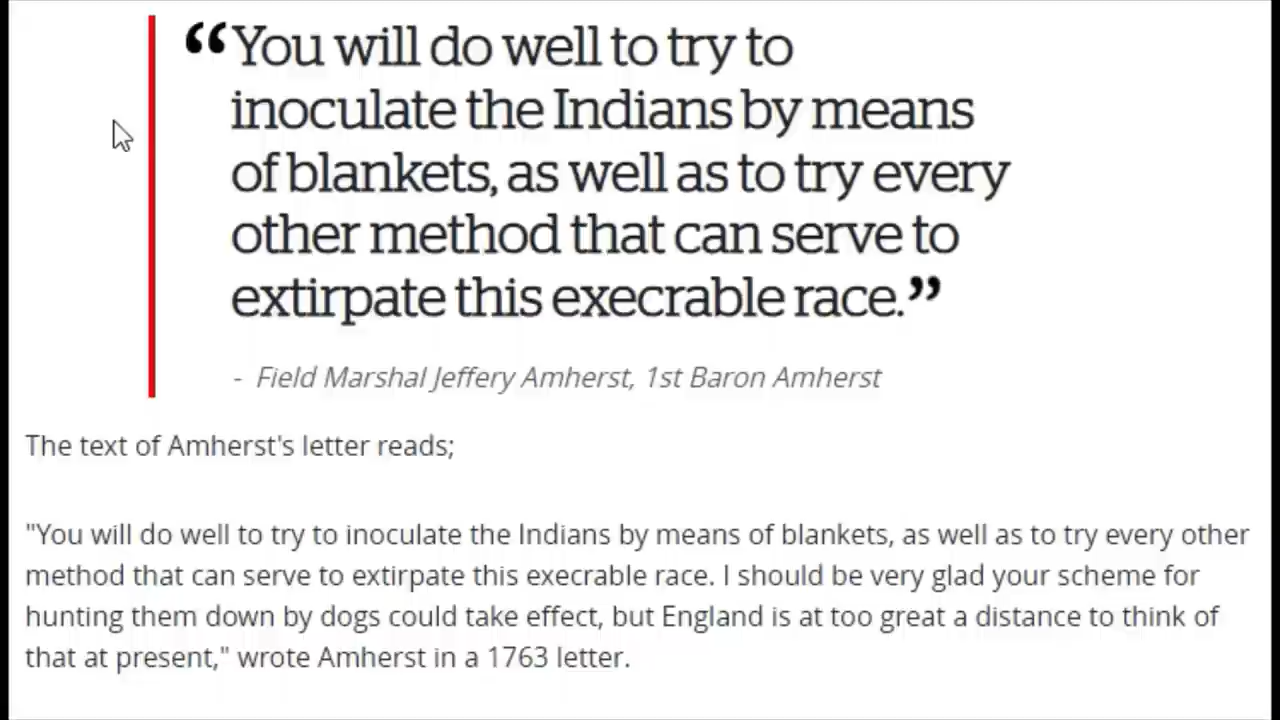 “You will do well to try to
inoculate the Indians by means
of blankets, as well as to try every
other method that can serve to
extirpate this execrable race.”
- Field Marshal Jeffery Amherst, 1st Baron Amherst
The text of Amherst's letter reads;
"You will do well to try to inoculate the Indians by means of blankets, as well as to try every other
method that can serve to extirpate this execrable race. I should be very glad your scheme for
hunting them down by dogs could take effect, but England is at too great a distance to think of
that at present," wrote Amherst in a 1763 letter.